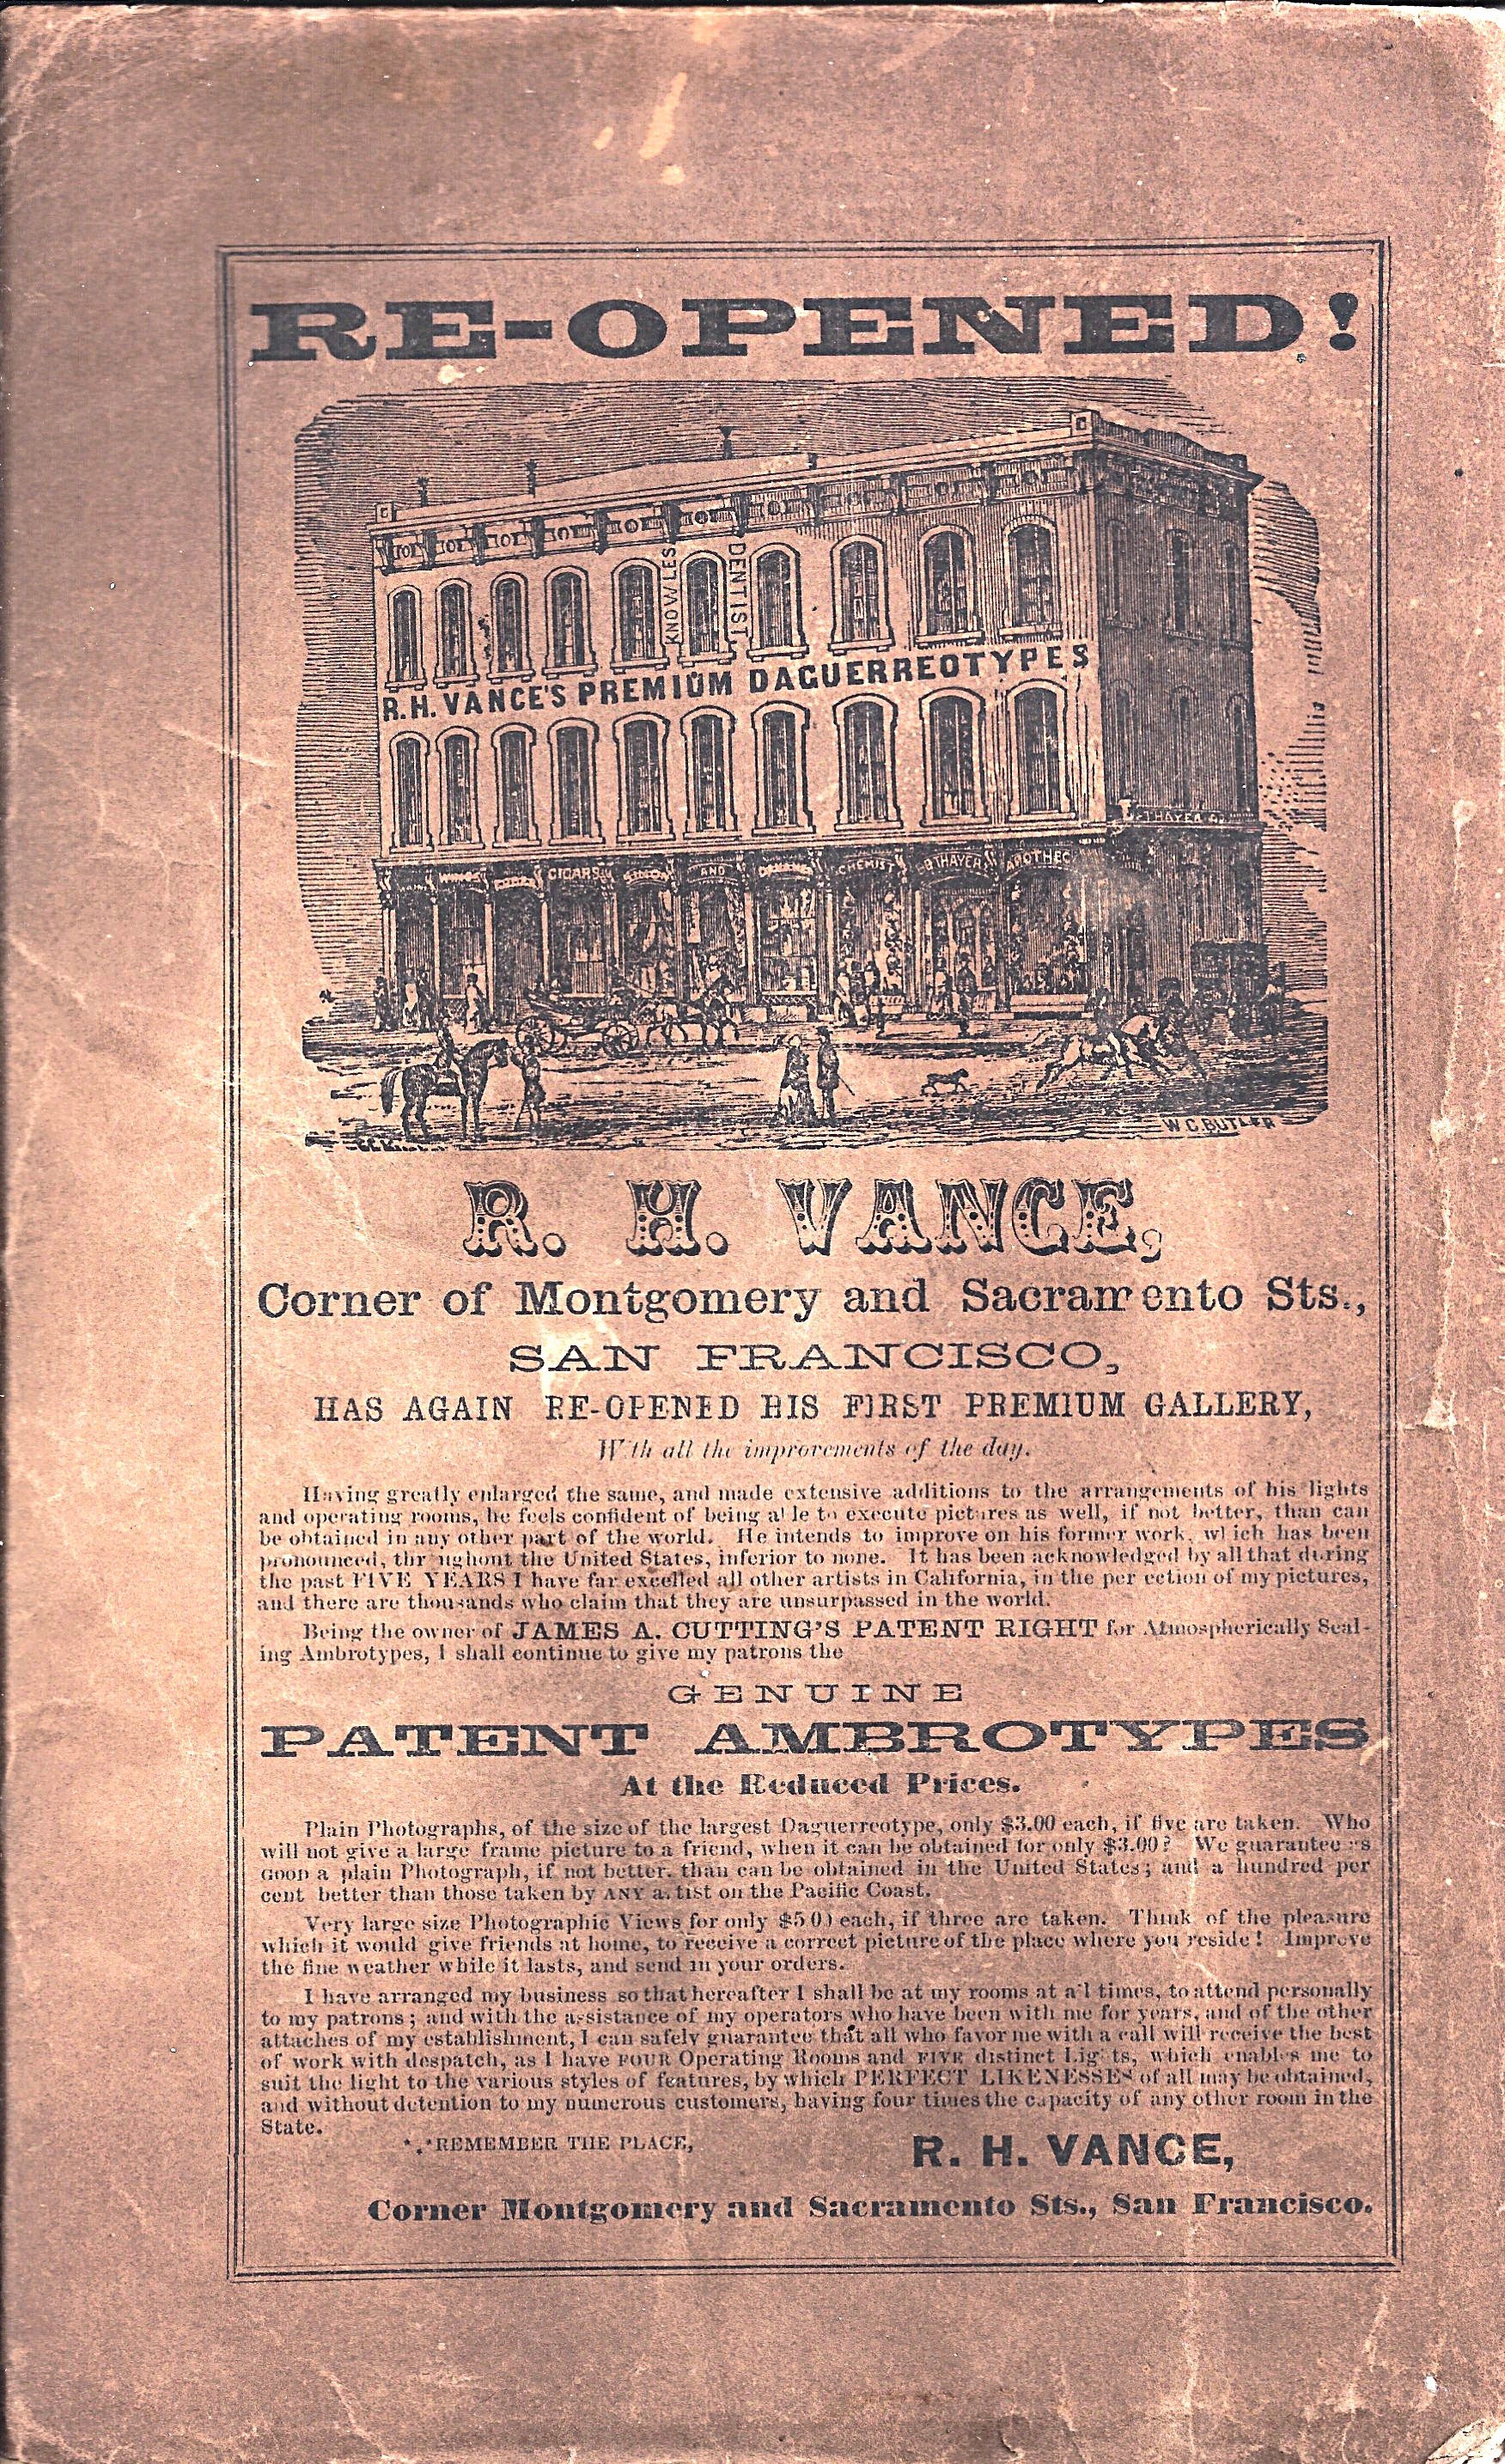 RE-OPENED!
KNOWLES
DENTIST,
R.H. VANCE'S PREMIUM DAGUERREOTYPES
THAYER
CIGARS
AND
CHEMIST
B THAYER
APOTHEC
W.C. BUTLER
R. H. VANCE,
Corner of Montgomery and Sacramento Sts.,
SAN FRANCISCO,
HAS AGAIN RE-OPENED HIS FIRST PREMIUM GALLERY,
With all the improvements of the day.
Having greatly enlarged the same, and made extensive additions to the arrangements of his lights
and operating rooms, he feels confident of being able to execute pictures as well, if not better, than can
be obtained in any other part of the world. He intends to improve on his former work, which has been
pronounced, throughout the United States, inferior to none. It has been acknowledged by all that during
the past FIVE YEARS I have far excelled all other artists in California, in the perfection of my pictures,
and there are thousands who claim that they are unsurpassed in the world.
Being the owner of JAMES A. CUTTING'S PATENT RIGHT for Atmospherically Seal-
ing Ambrotypes, I shall continue to give my patrons the
GENUINE
PATENT AMBROTYPES
At the Reduced Prices.
Plain Photographs, of the size of the largest Daguerreotype, only $3.00 each, if five are taken. Who
will not give a large frame picture to a friend, when it can be obtained for only $3.00? We guarantee as
GOOD a plain Photograph, if not better. than can be obtained in the United States; and a hundred per
cent better than those taken by ANY artist on the Pacific Coast.
Very large size Photographic Views for only $5.00 each, if three are taken. Think of the pleasure
which it would give friends at home, to receive a correct picture of the place where you reside! Improve
the fine weather while it lasts, and send in your orders.
I have arranged my business so that hereafter I shall be at my rooms at all times, to attend personally
to my patrons; and with the assistance of my operators who have been with me for years, and of the other
attaches of my establishment, I can safely guarantee that all who favor me with a call will receive the best
of work with despatch, as I have FOUR Operating Rooms and FIVE distinct Lights, which enables me to
suit the light to the various styles of features, by which PERFECT LIKENESSES of all may be obtained,
and without detention to my numerous customers, having four times the capacity of any other room in the
State.
*.*REMEMBER THE PLACE,
R. H. VANCE,
Corner Montgomery and Sacramento Sts., San Francisco.